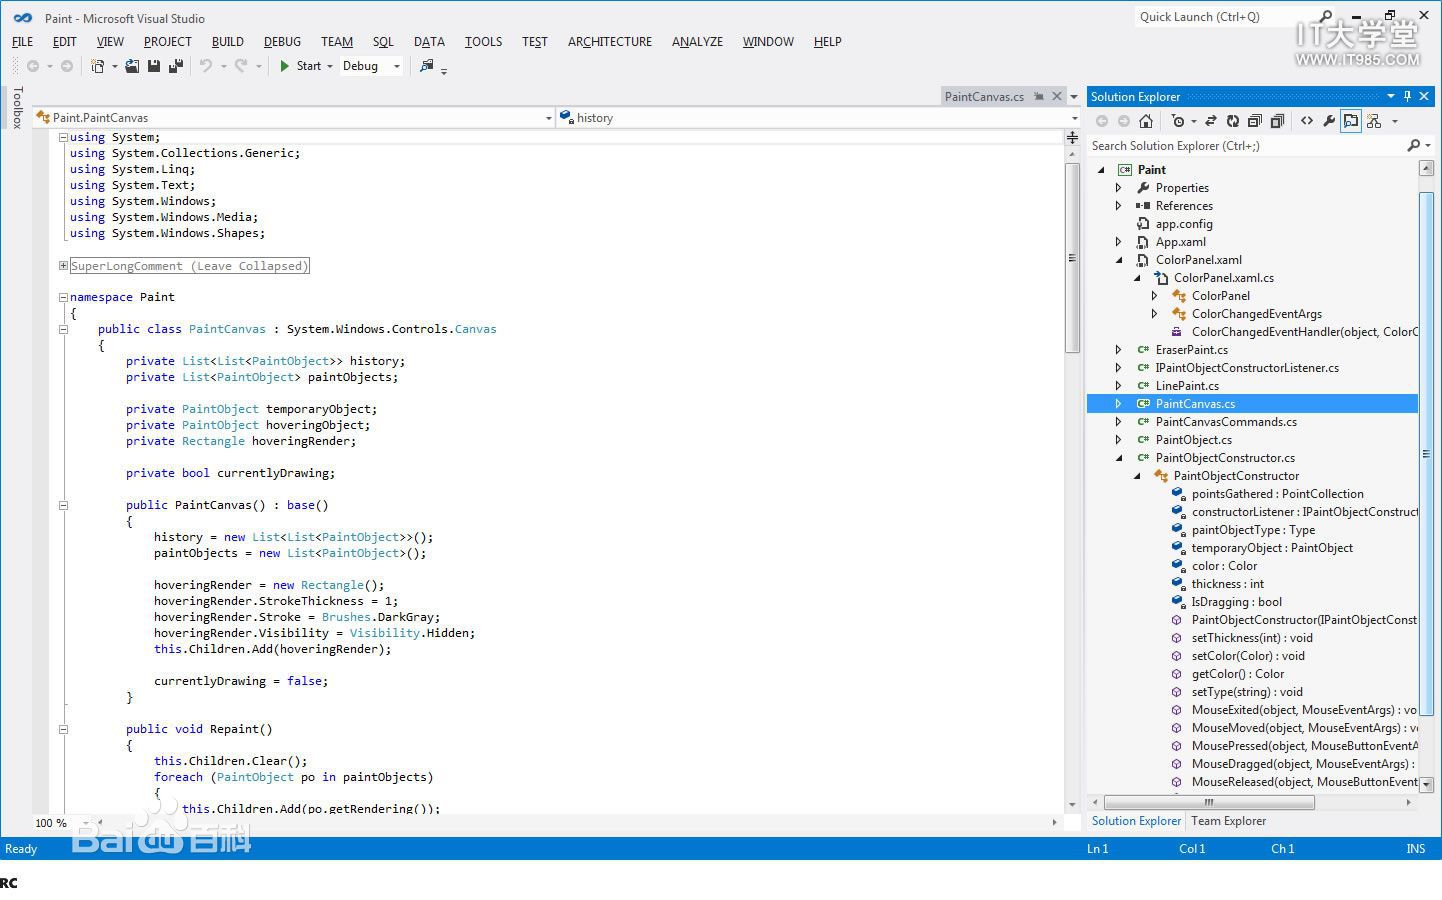 Paint - Microsoft Visual Studio
Quick Launch (Ctrl+Q)
IT大学堂
WWW.IT985.COM
FILE EDIT VIEW PROJECT BUILD DEBUG TEAM SQL DATA TOOLS TEST ARCHITECTURE ANALYZE WINDOW HELP
Start Debug
Toolbox
PaintCanvas.cs
Paint.PaintCanvas
history
using System;
using System.Collections.Generic;
using System.Linq;
using System.Text;
using System.Windows;
using System.Windows.Media;
using System.Windows.Shapes;
SuperLongComment (Leave Collapsed)
namespace Paint
{
public class PaintCanvas : System.Windows.Controls.Canvas
{
private List<List<PaintObject>> history;
private List<PaintObject> paintObjects;
private PaintObject temporaryObject;
private PaintObject hoveringObject;
private Rectangle hoveringRender;
private bool currentlyDrawing;
public PaintCanvas() : base()
{
history = new List<List<PaintObject>>();
paintObjects = new List<PaintObject>();
hoveringRender = new Rectangle();
hoveringRender.StrokeThickness = 1;
hoveringRender.Stroke = Brushes.DarkGray;
hoveringRender.Visibility = Visibility.Hidden;
this.Children.Add(hoveringRender);
currentlyDrawing = false;
}
public void Repaint()
{
this.Children.Clear();
foreach (PaintObject po in paintObjects)
{
this.Children.Add(po.getRendering());
100 %
Baidu百科
Solution Explorer
Search Solution Explorer (Ctrl+;)
Paint
Properties
References
app.config
App.xaml
ColorPanel.xaml
ColorPanel.xaml.cs
ColorPanel
ColorChangedEventArgs
ColorChangedEventHandler(object, ColorC
EraserPaint.cs
IPaintObjectConstructorListener.cs
LinePaint.cs
PaintCanvas.cs
PaintCanvasCommands.cs
PaintObject.cs
PaintObjectConstructor.cs
PaintObjectConstructor
pointsGathered : PointCollection
constructorListener : IPaintObjectConstruct
paintObjectType : Type
temporaryObject : PaintObject
color : Color
thickness : int
IsDragging : bool
PaintObjectConstructor(IPaintObjectConst
setThickness(int) : void
setColor(Color) : void
getColor() : Color
setType(string) : void
MouseExited(object, MouseEventArgs) : vo
MouseMoved(object, MouseEventArgs) : v
MousePressed(object, MouseButtonEventA
MouseDragged(object, MouseEventArgs) :
MouseReleased(object, MouseButtonEvent
Solution Explorer Team Explorer
Ready
Ln 1 Col 1 Ch 1 INS
RC